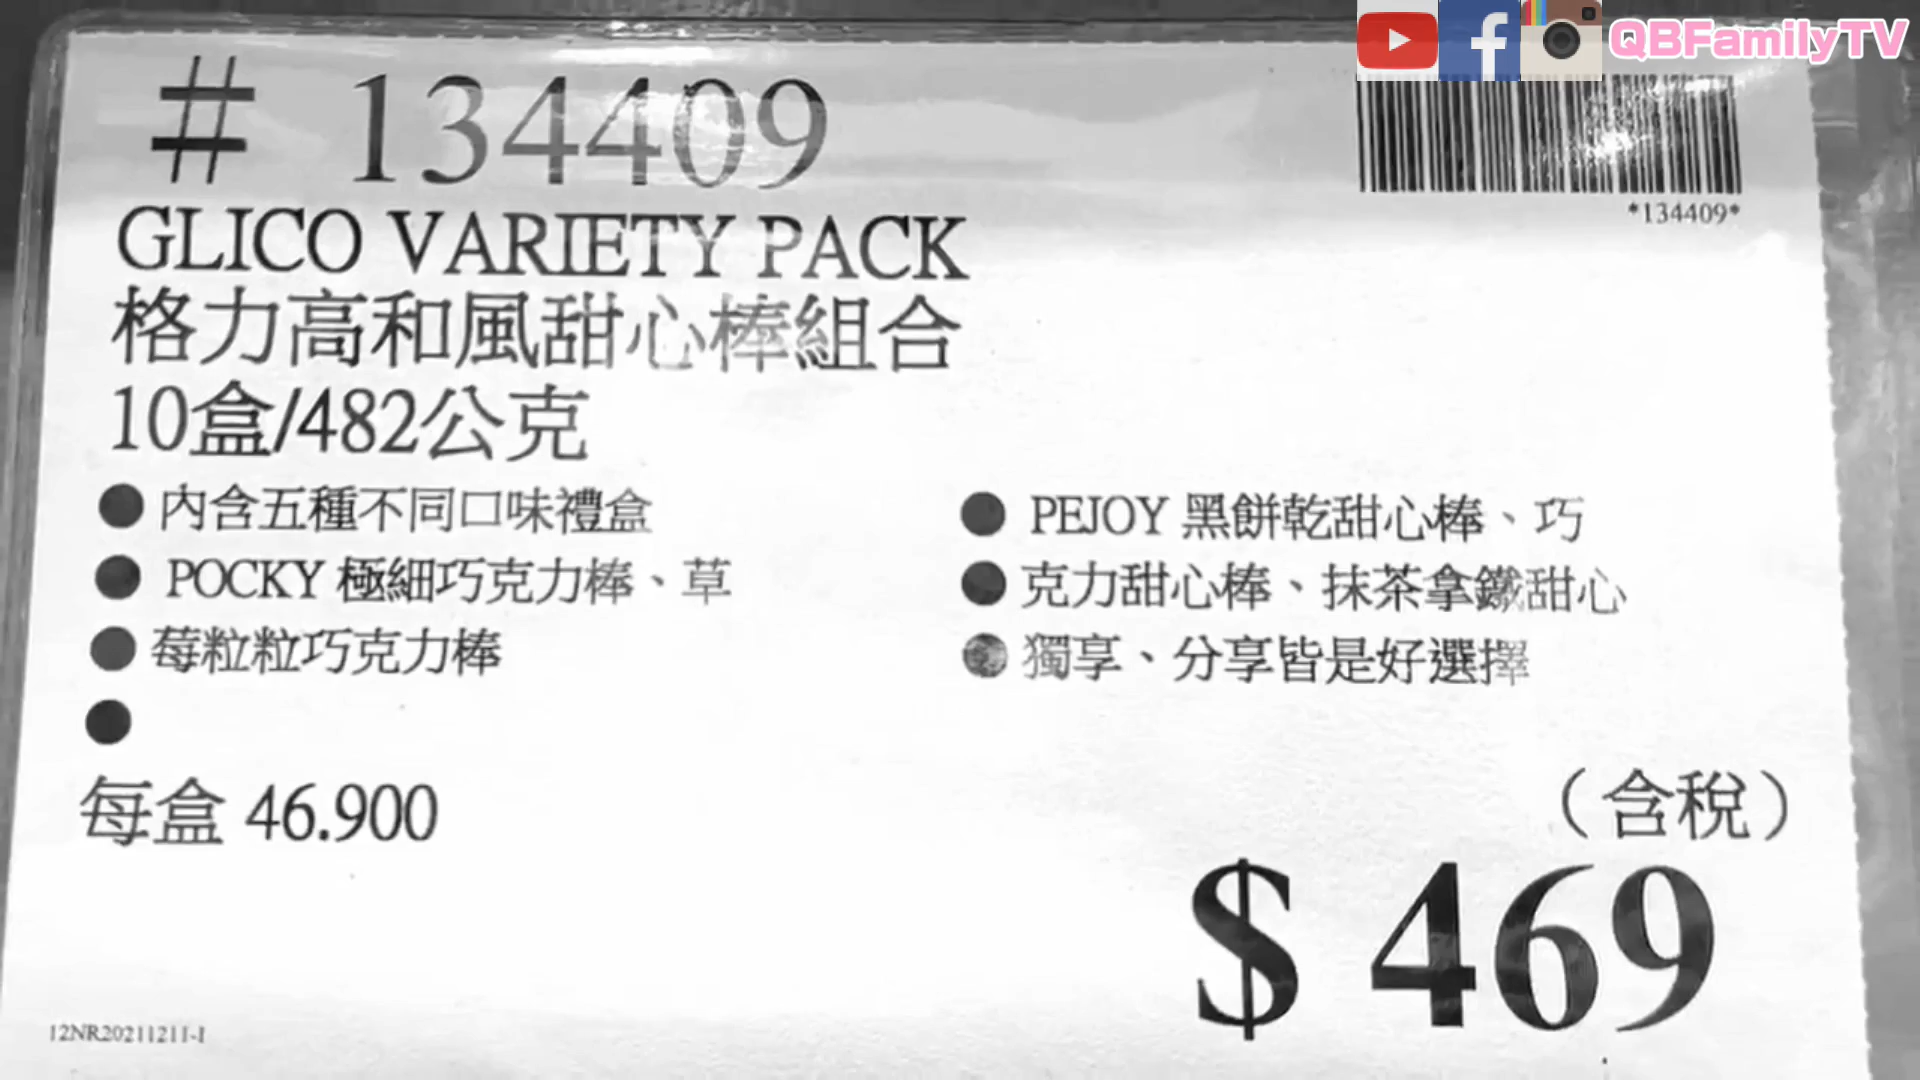 QBFamilyTV
# 134409
*134409*
GLICO VARIETY PACK
格力高和風甜心棒組合
10盒/482公克
●內含五種不同口味禮盒
●POCKY 極細巧克力棒、草
●莓粒粒巧克力棒
●
●PEJOY 黑餅乾甜心棒、巧
●克力甜心棒、抹茶拿鐵甜心
●獨享、分享皆是好選擇
每盒 46.900
（含稅）
$ 469
12NR20211211-I